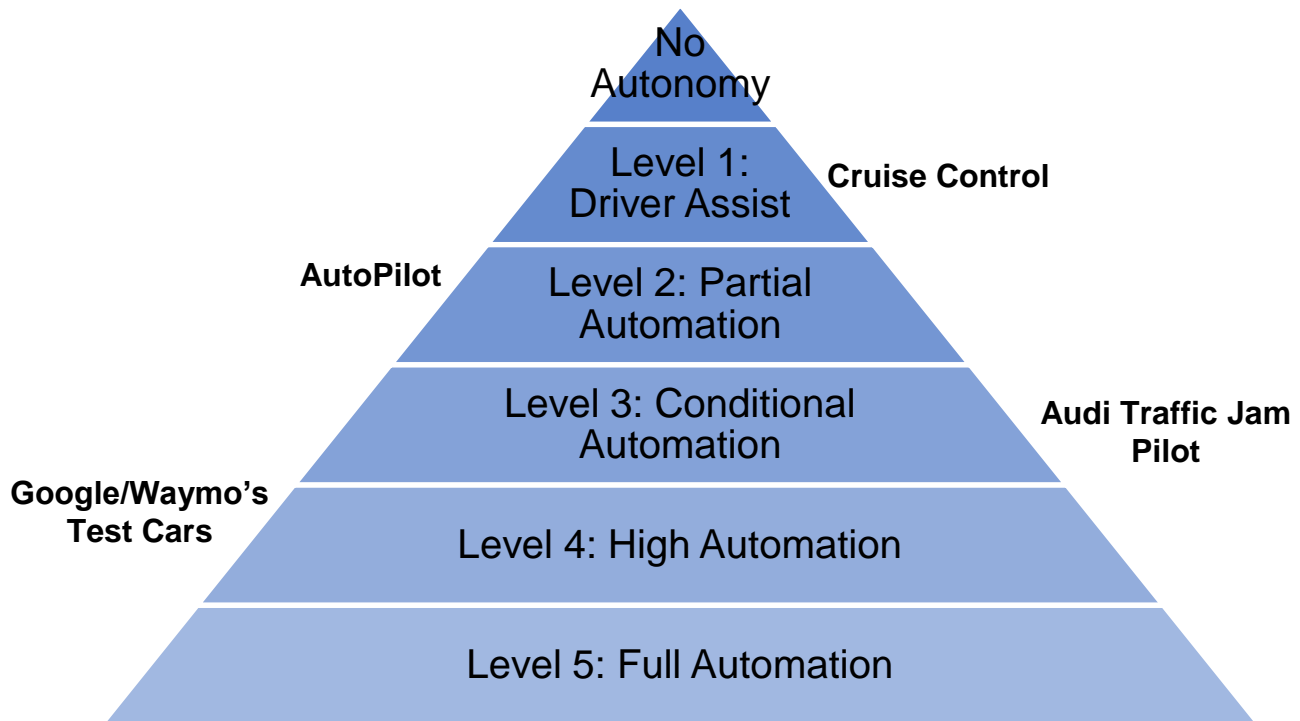 No
Autonomy
Level 1:
Driver Assist
Cruise Control
AutoPilot
Level 2: Partial
Automation
Level 3: Conditional
Automation
Audi Traffic Jam
Pilot
Google/Waymo’s
Test Cars
Level 4: High Automation
Level 5: Full Automation